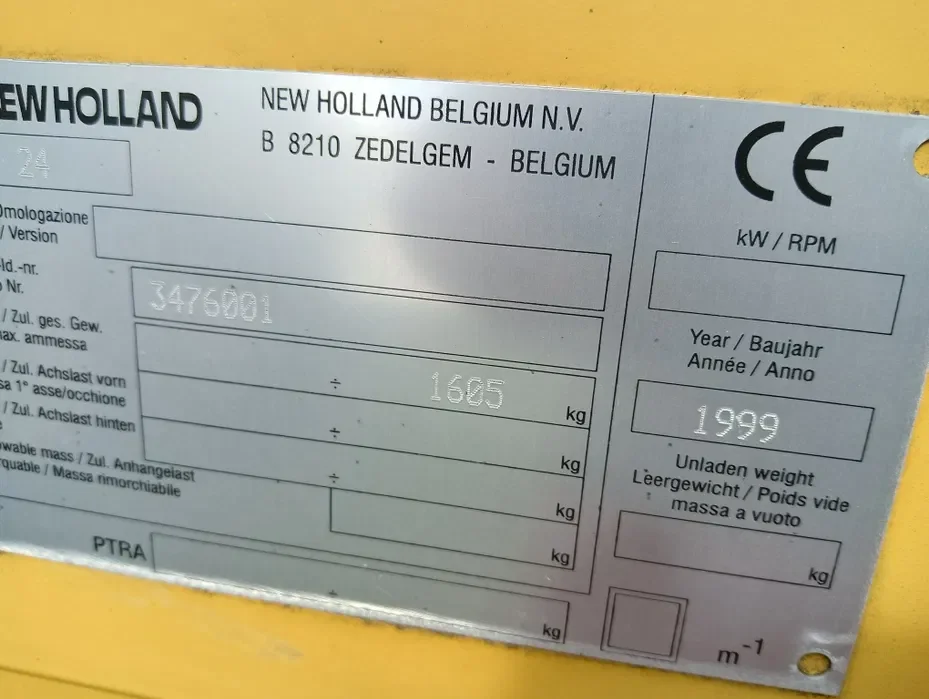 EW HOLLAND
NEW HOLLAND BELGIUM N.V.
B 8210 ZEDELGEM - BELGIUM
CE
24
Omologazione
/ Version
ld.-nr.
Nr.
3476001
/ Zul. ges. Gew.
max. ammessa
÷ 1605 kg
/ Zul. Achslast vorn
sa 1° asse/occhione
÷ kg
/ Zul. Achslast hinten
÷ kg
wable mass / Zul. Anhangelast
rquable / Massa rimorchiabile
kg
PTRA
÷ kg
kW / RPM
Year / Baujahr
Année / Anno
1999
Unladen weight
Leergewicht / Poids vide
massa a vuoto
kg
m-1